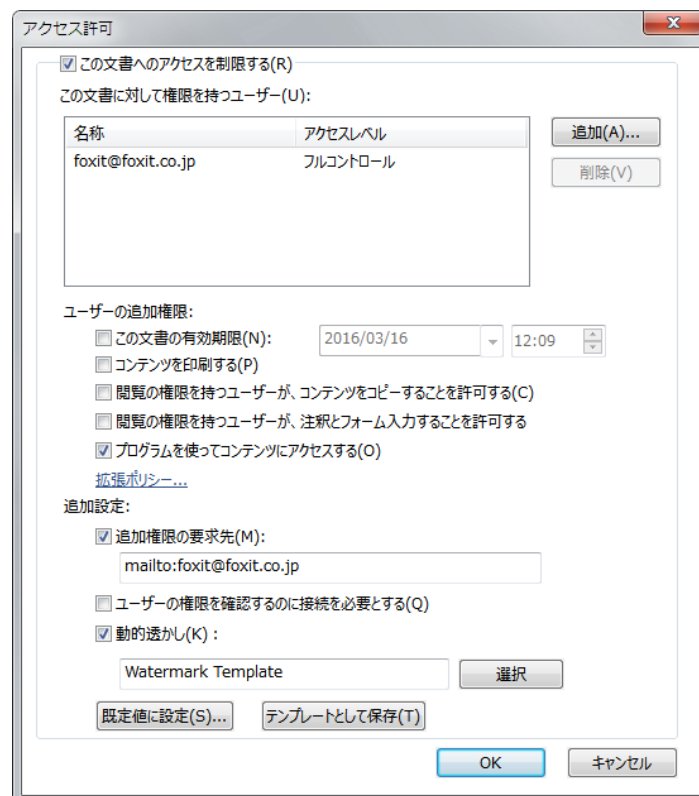 アクセス許可
この文書へのアクセスを制限する(R)
この文書に対して権限を持つユーザー(U):
名称 アクセスレベル 追加(A)...
foxit@foxit.co.jp フルコントロール 削除(V)
ユーザーの追加権限:
この文書の有効期限(N): 2016/03/16 12:09
コンテンツを印刷する(P)
閲覧の権限を持つユーザーが、コンテンツをコピーすることを許可する(C)
閲覧の権限を持つユーザーが、注釈とフォーム入力することを許可する
プログラムを使ってコンテンツにアクセスする(O)
拡張ポリシー...
追加設定:
追加権限の要求先(M):
mailto:foxit@foxit.co.jp
ユーザーの権限を確認するのに接続を必要とする(Q)
動的透かし(K) :
Watermark Template 選択
既定値に設定(S)... テンプレートとして保存(T)
OK キャンセル